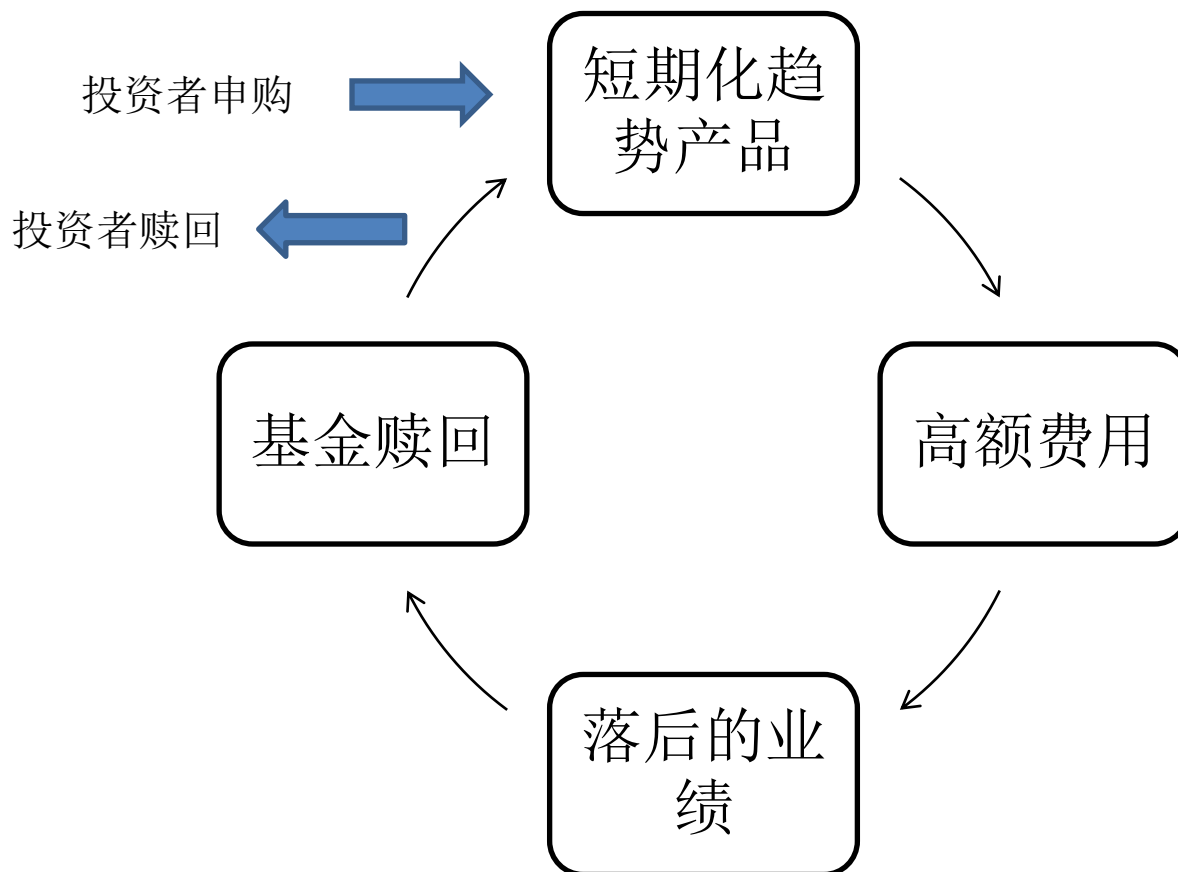 短期化趋
势产品
投资者申购
投资者赎回
基金赎回
高额费用
落后的业
绩